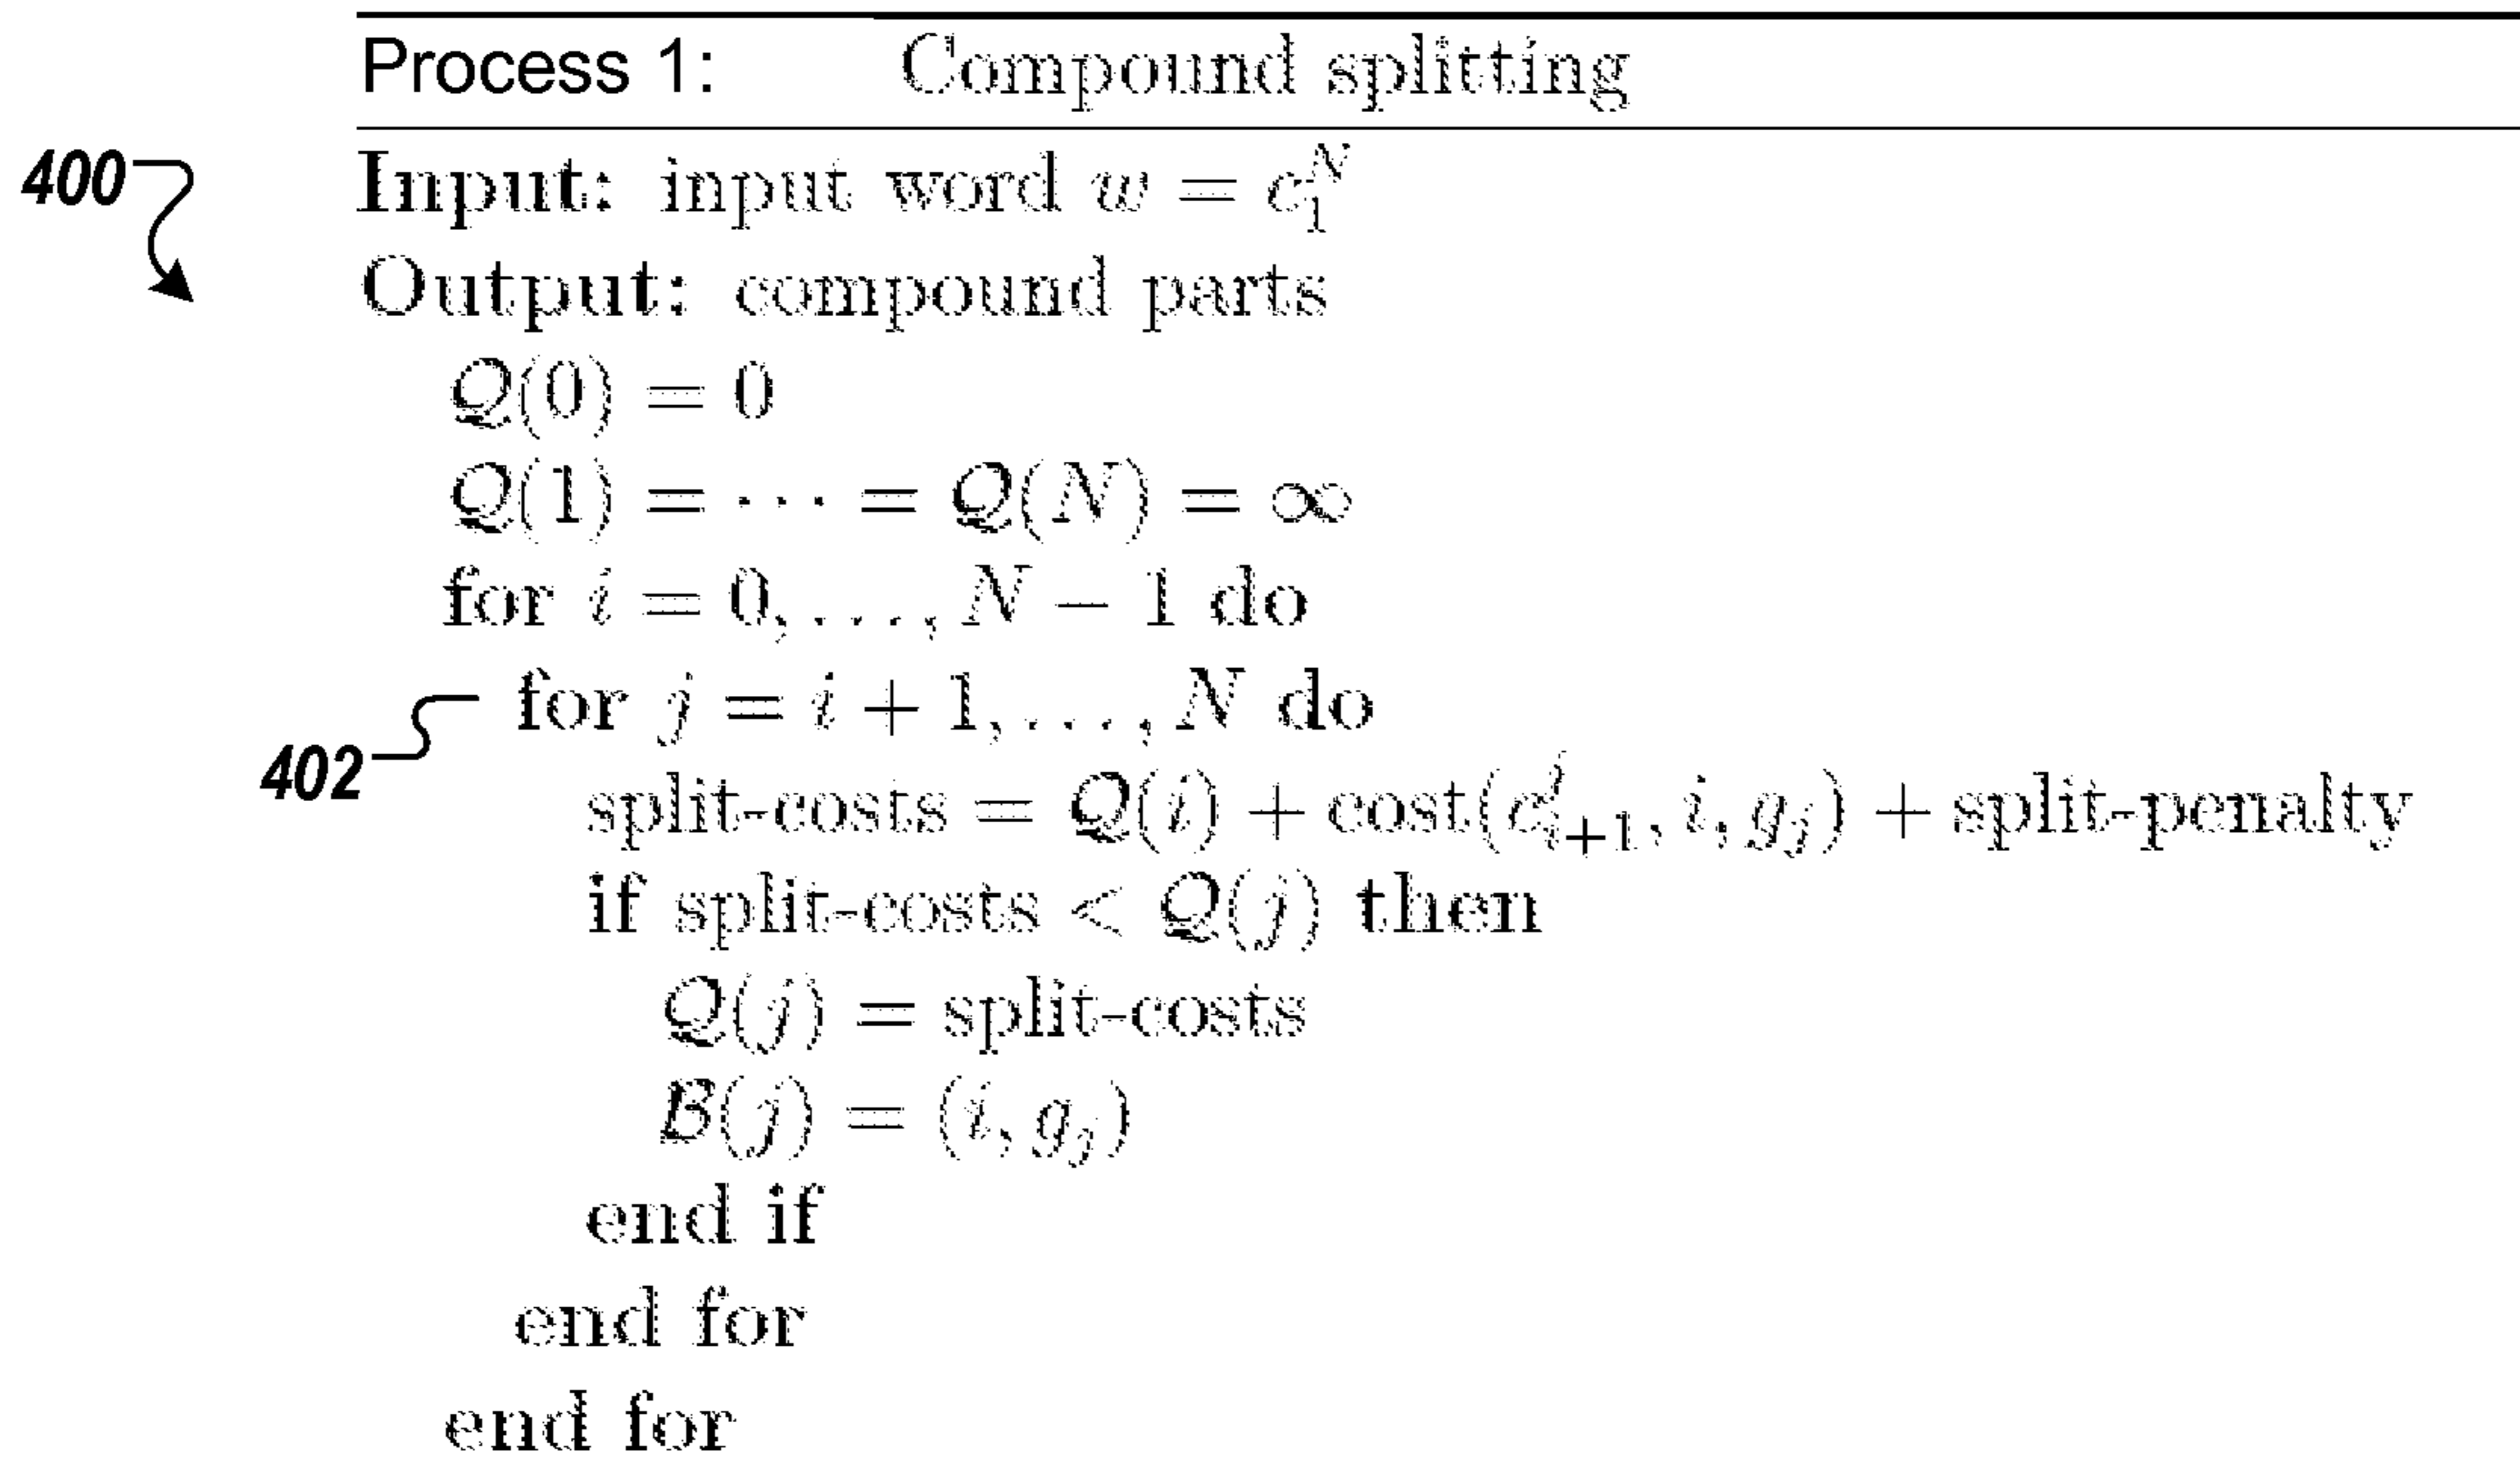 Process 1: Compound splitting
400
Input: input word w = c_1^N
Output: compound parts
Q(0) = 0
Q(1) = ··· = Q(N) = ∞
for i = 0, ..., N − 1 do
for j = i + 1, ..., N do
402
split-costs = Q(i) + cost(c_{i+1}^j, i, g_j) + split-penalty
if split-costs < Q(j) then
Q(j) = split-costs
B(j) = (i, g_j)
end if
end for
end for